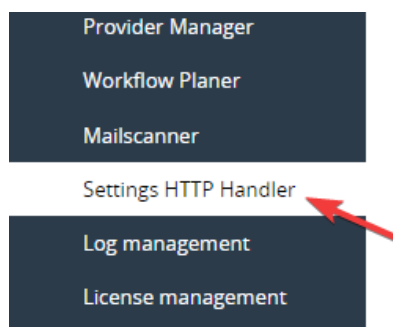 Provider Manager
Workflow Planer
Mailscanner
Settings HTTP Handler
Log management
License management